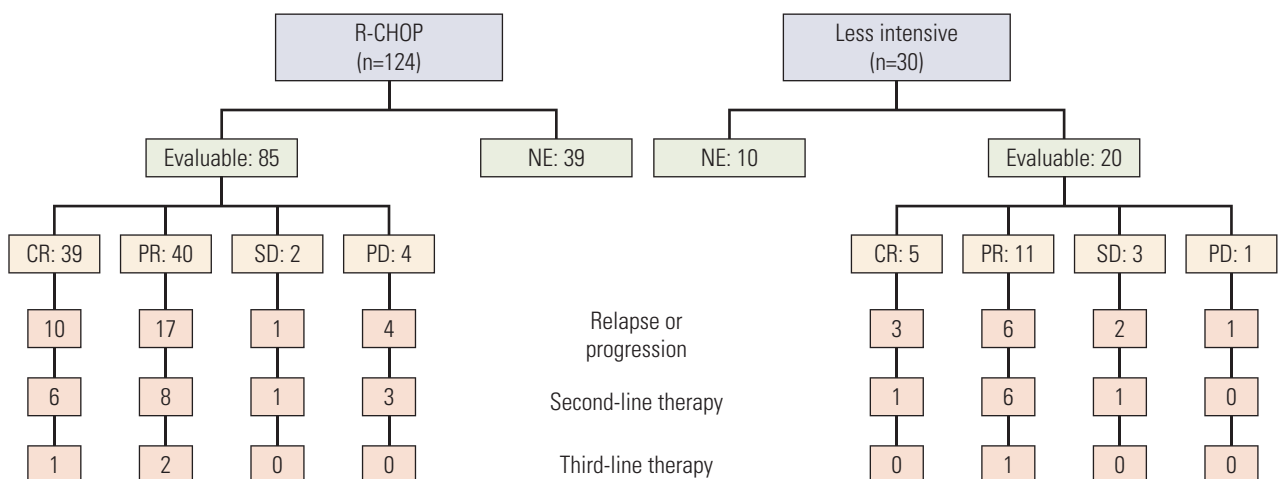 R-CHOP
(n=124)
Less intensive
(n=30)
Evaluable: 85
NE: 39
NE: 10
Evaluable: 20
CR: 39
PR: 40
SD: 2
PD: 4
CR: 5
PR: 11
SD: 3
PD: 1
10
17
1
4
Relapse or
progression
3
6
2
1
6
8
1
3
Second-line therapy
1
6
1
0
1
2
0
0
Third-line therapy
0
1
0
0